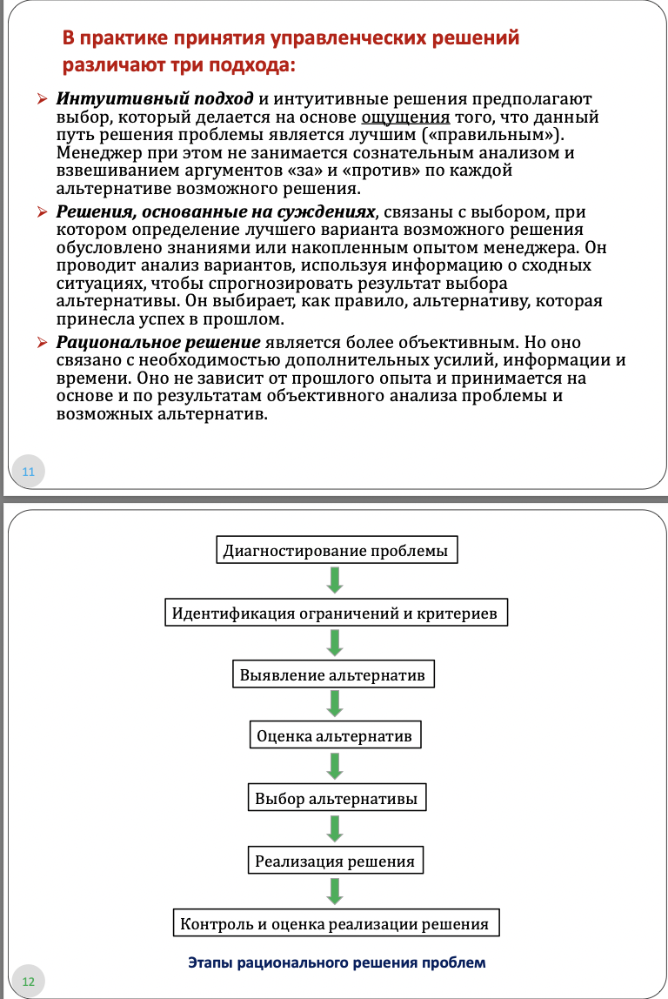 В практике принятия управленческих решений
различают три подхода:
➢ Интуитивный подход и интуитивные решения предполагают
выбор, который делается на основе ощущения того, что данный
путь решения проблемы является лучшим («правильным»).
Менеджер при этом не занимается сознательным анализом и
взвешиванием аргументов «за» и «против» по каждой
альтернативе возможного решения.
➢ Решения, основанные на суждениях, связаны с выбором, при
котором определение лучшего варианта возможного решения
обусловлено знаниями или накопленным опытом менеджера. Он
проводит анализ вариантов, используя информацию о сходных
ситуациях, чтобы спрогнозировать результат выбора
альтернативы. Он выбирает, как правило, альтернативу, которая
принесла успех в прошлом.
➢ Рациональное решение является более объективным. Но оно
связано с необходимостью дополнительных усилий, информации и
времени. Оно не зависит от прошлого опыта и принимается на
основе и по результатам объективного анализа проблемы и
возможных альтернатив.
11
Диагностирование проблемы
Идентификация ограничений и критериев
Выявление альтернатив
Оценка альтернатив
Выбор альтернативы
Реализация решения
Контроль и оценка реализации решения
Этапы рационального решения проблем
12